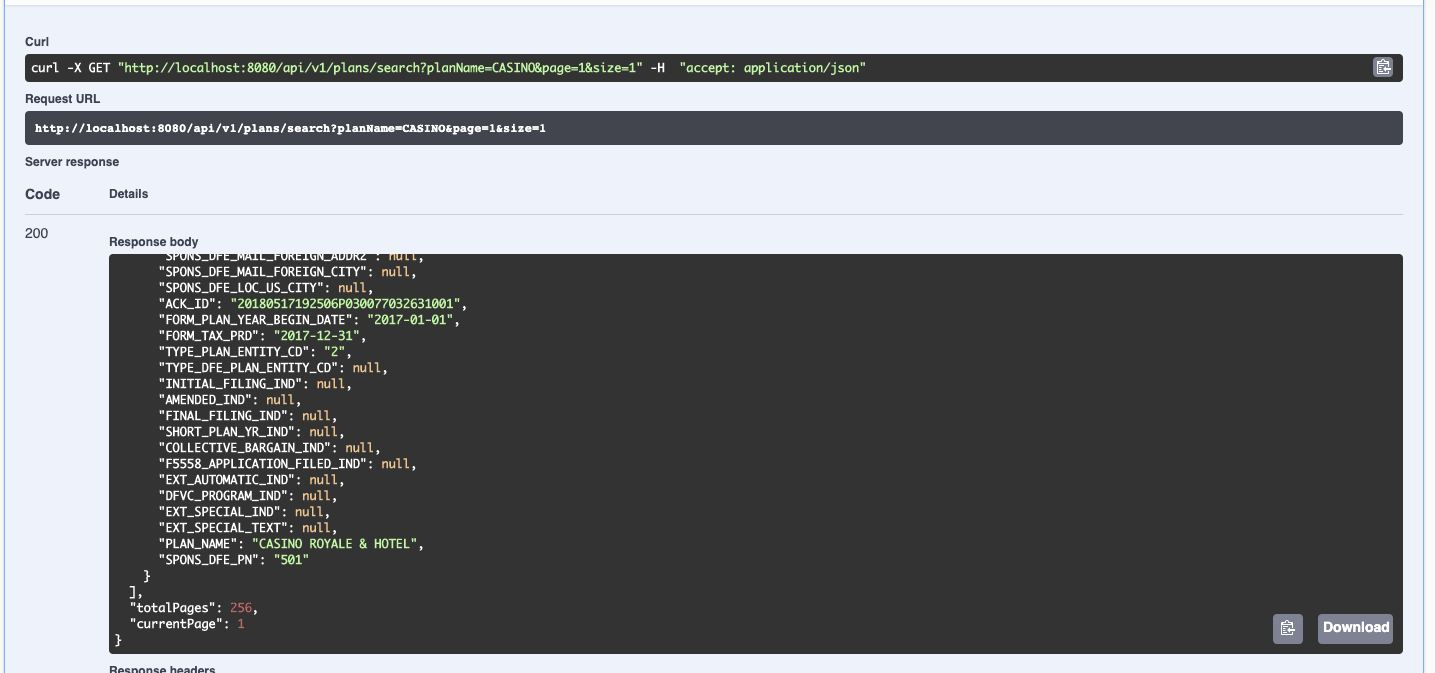 Curl
curl -X GET "http://localhost:8080/api/v1/plans/search?planName=CASINO&page=1&size=1" -H  "accept: application/json"
Request URL
http://localhost:8080/api/v1/plans/search?planName=CASINO&page=1&size=1
Server response
Code Details
200
Response body
"SPONS_DFE_MAIL_FOREIGN_ADDR2": null,
"SPONS_DFE_MAIL_FOREIGN_CITY": null,
"SPONS_DFE_LOC_US_CITY": null,
"ACK_ID": "20180517192506P030077032631001",
"FORM_PLAN_YEAR_BEGIN_DATE": "2017-01-01",
"FORM_TAX_PRD": "2017-12-31",
"TYPE_PLAN_ENTITY_CD": "2",
"TYPE_DFE_PLAN_ENTITY_CD": null,
"INITIAL_FILING_IND": null,
"AMENDED_IND": null,
"FINAL_FILING_IND": null,
"SHORT_PLAN_YR_IND": null,
"COLLECTIVE_BARGAIN_IND": null,
"F5558_APPLICATION_FILED_IND": null,
"EXT_AUTOMATIC_IND": null,
"DFVC_PROGRAM_IND": null,
"EXT_SPECIAL_IND": null,
"EXT_SPECIAL_TEXT": null,
"PLAN_NAME": "CASINO ROYALE & HOTEL",
"SPONS_DFE_PN": "501"
}
],
"totalPages": 256,
"currentPage": 1
}
Download
Response headers